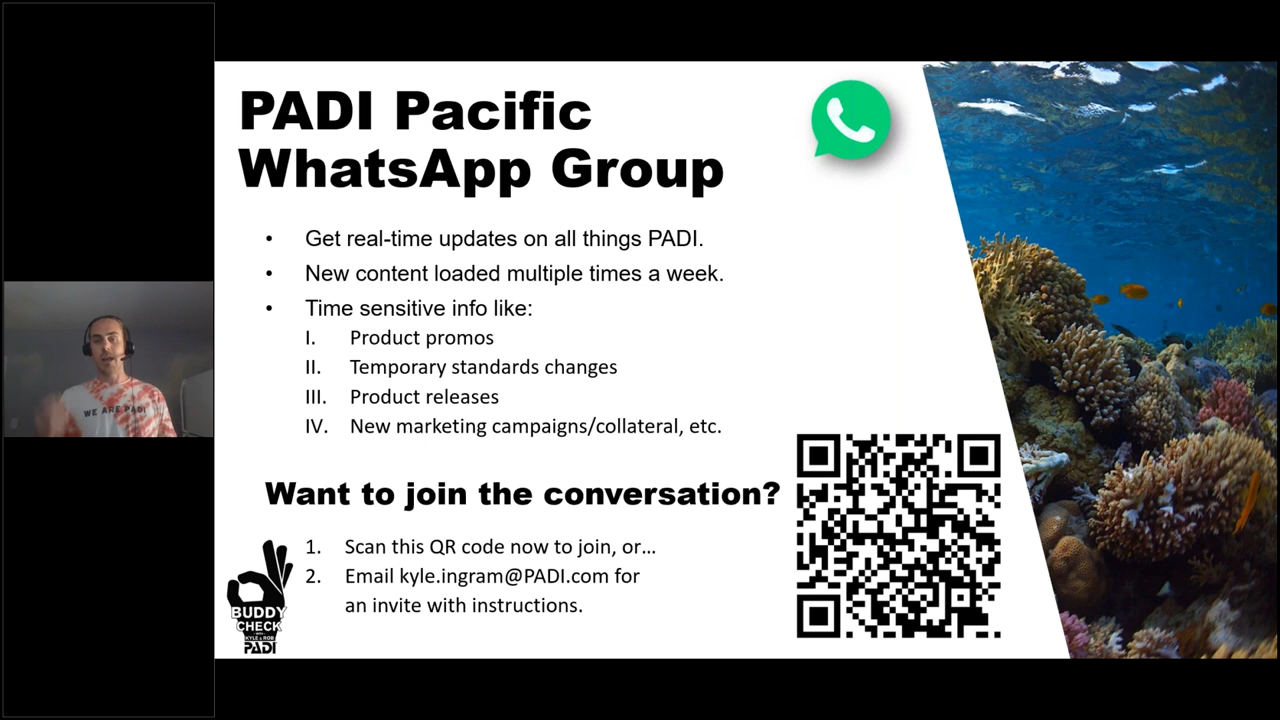 PADI Pacific
WhatsApp Group
• Get real-time updates on all things PADI.
• New content loaded multiple times a week.
• Time sensitive info like:
I. Product promos
II. Temporary standards changes
III. Product releases
IV. New marketing campaigns/collateral, etc.
Want to join the conversation?
1. Scan this QR code now to join, or…
2. Email kyle.ingram@PADI.com for
an invite with instructions.
BUDDY
CHECK
WITH
KYLE & ROB
PADI
WE ARE PADI